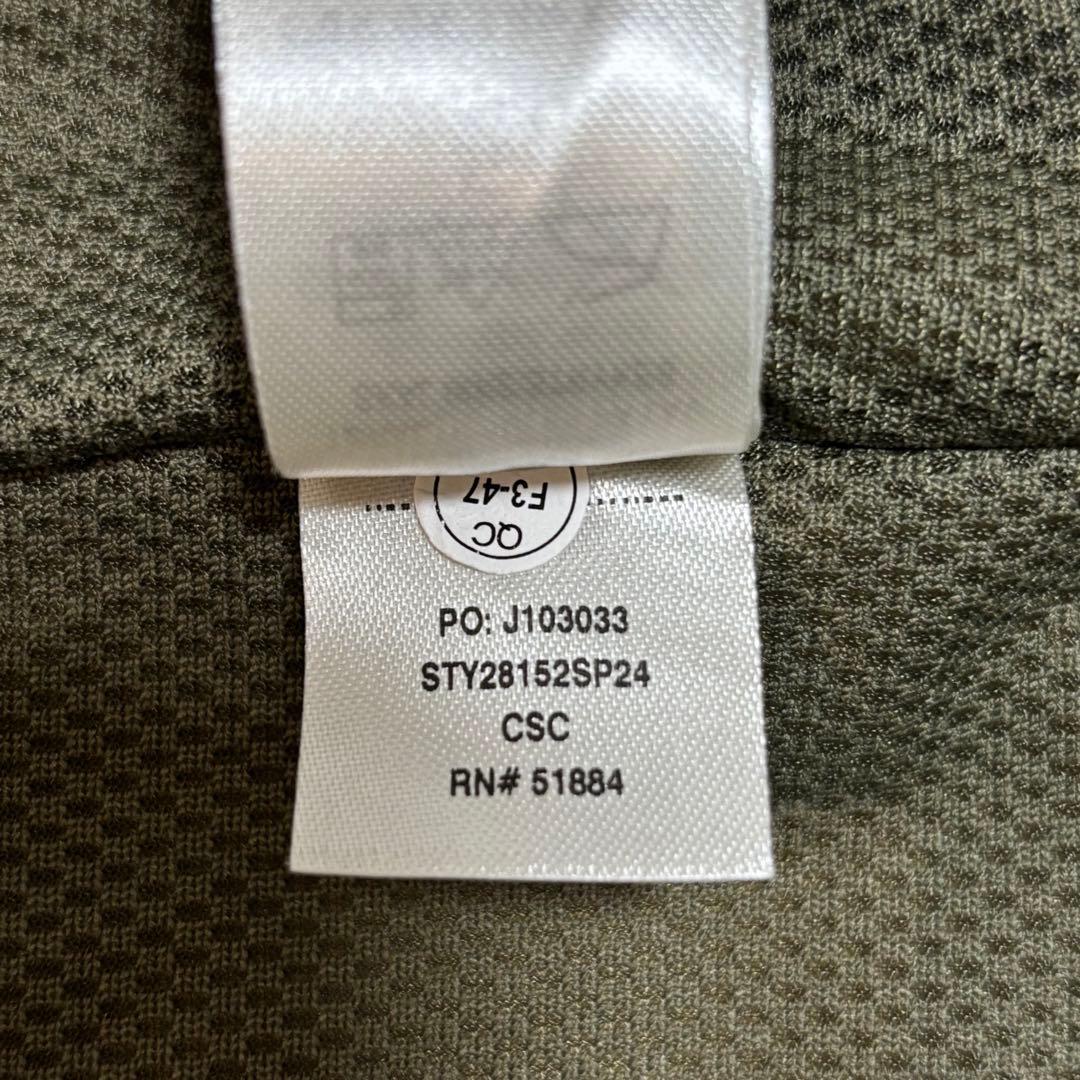 F3-47
QC
PO: J103033
STY28152SP24
CSC
RN# 51884